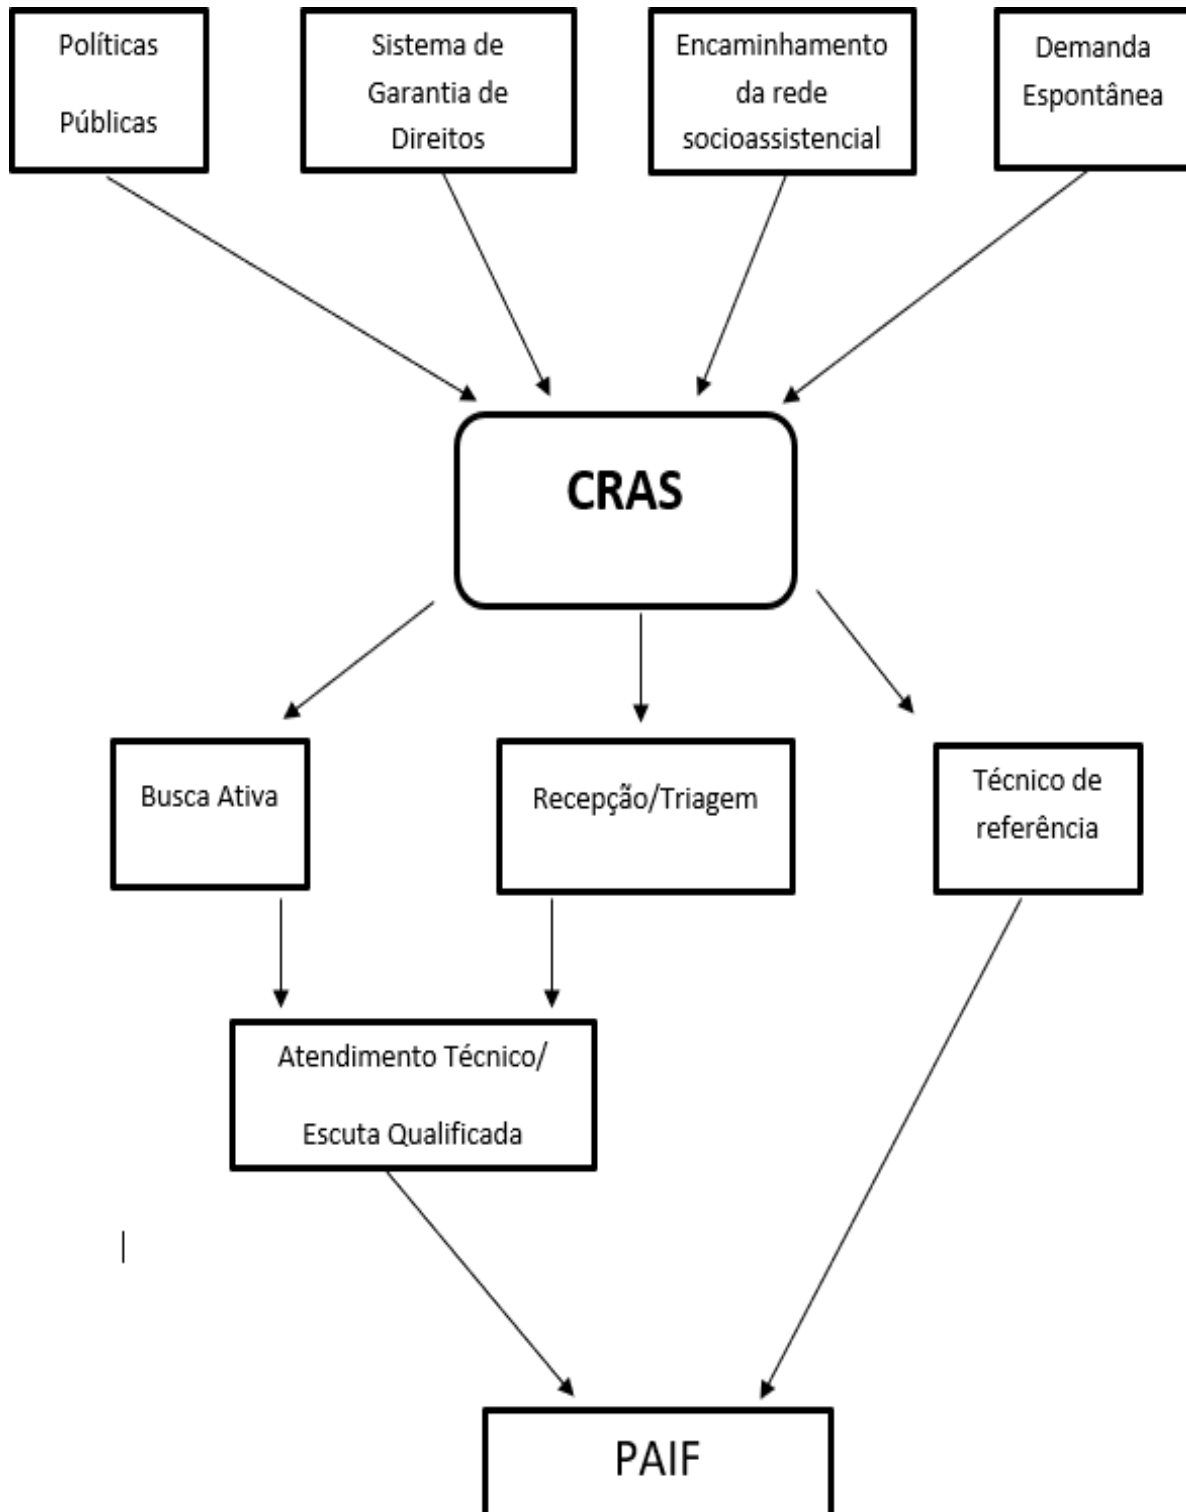 Políticas
Públicas
Sistema de
Garantia de
Direitos
Encaminhamento
da rede
socioassistencial
Demanda
Espontânea
CRAS
Busca Ativa
Recepção/Triagem
Técnico de
referência
Atendimento Técnico/
Escuta Qualificada
PAIF